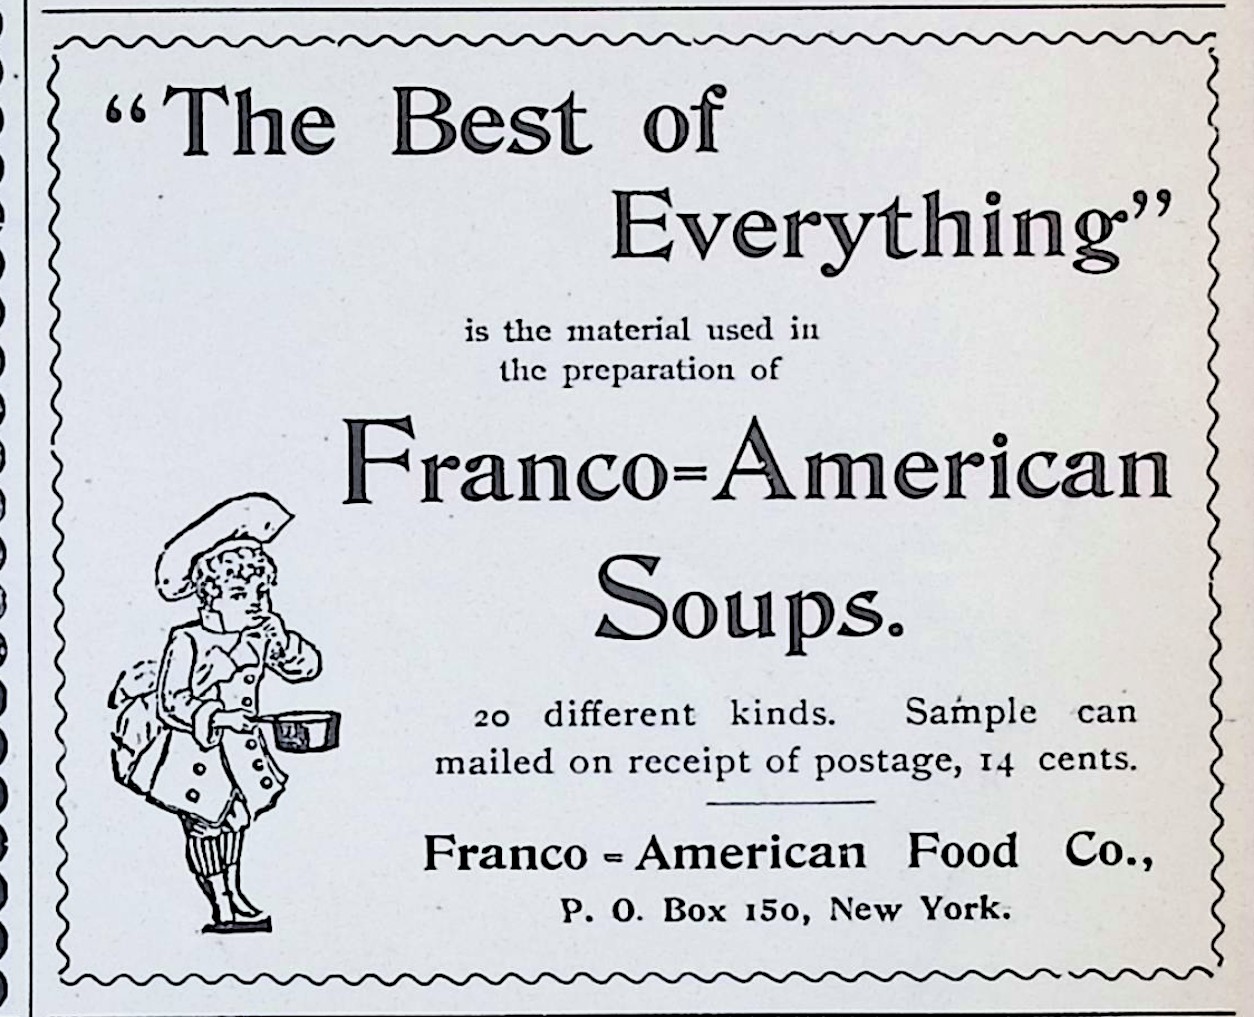 “The Best of
Everything”
is the material used in
the preparation of
Franco=American
Soups.
20 different kinds. Sample can
mailed on receipt of postage, 14 cents.
Franco = American Food Co.,
P. O. Box 150, New York.